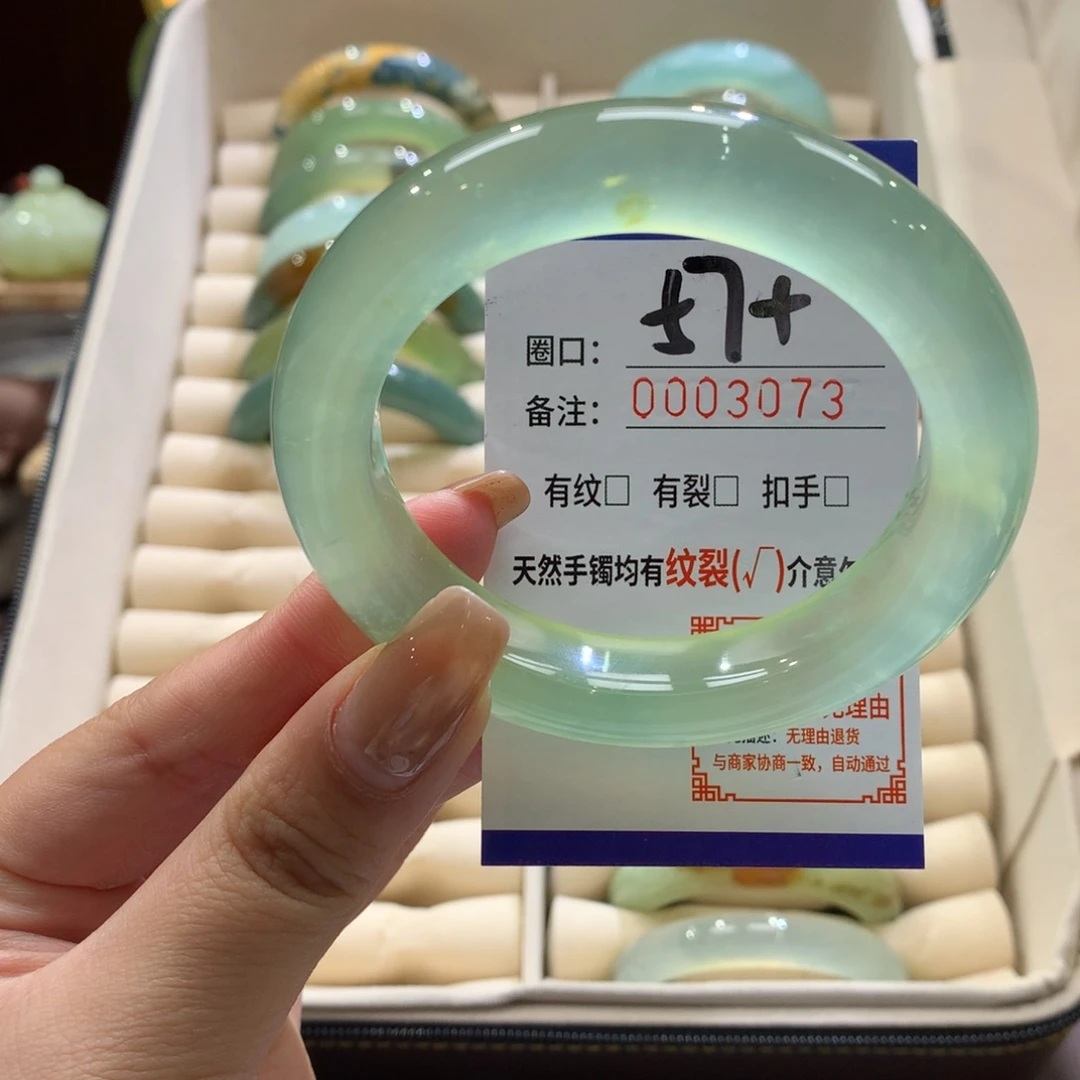 圈口： 57+
备注： 0003073
有纹□ 有裂□ 扣手□
天然手镯均有纹裂(√)介意
理由
无理由退货
与商家协商一致，自动通过